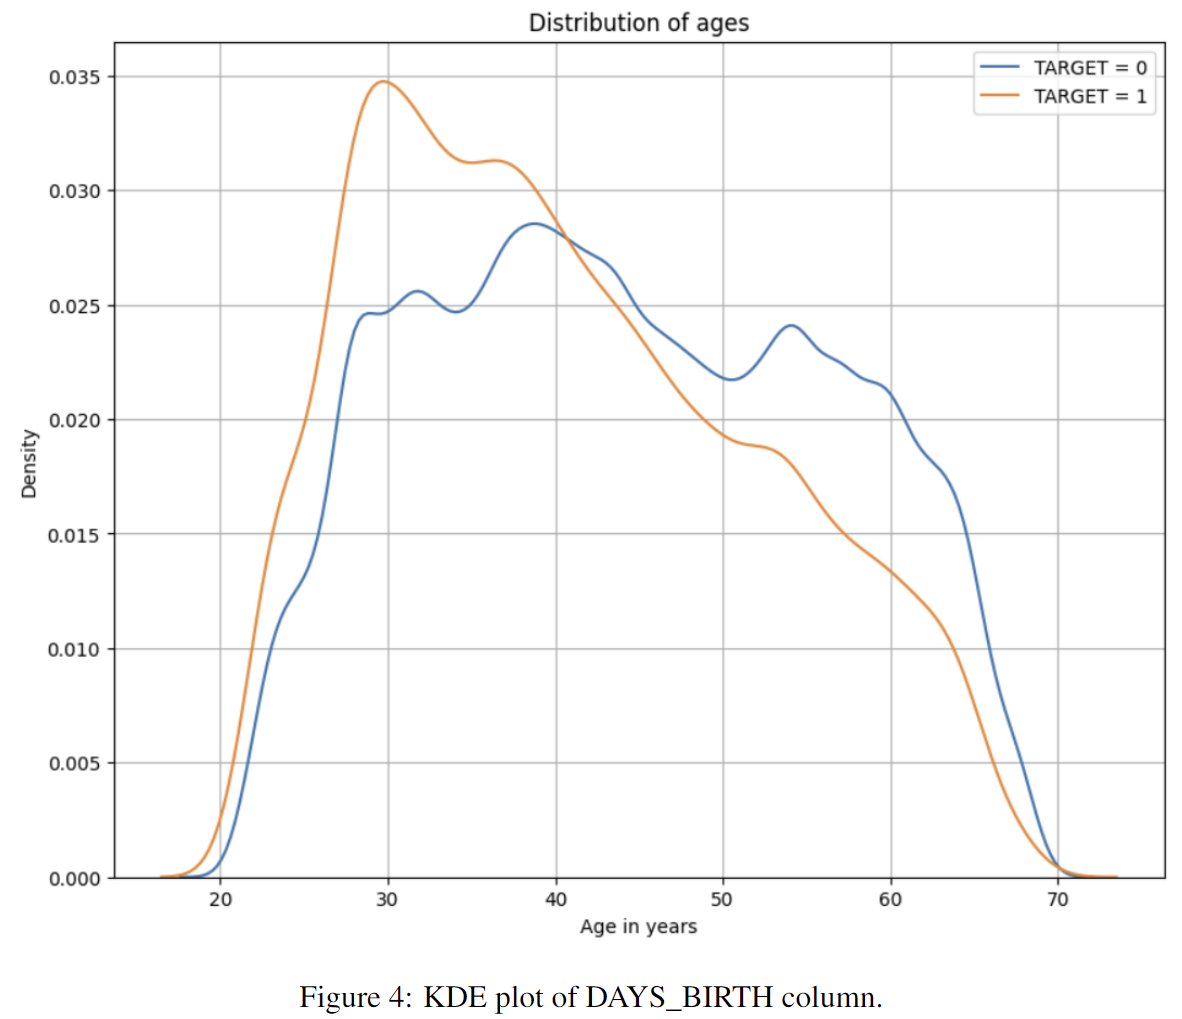 Distribution of ages
TARGET = 0
TARGET = 1
0.035
0.030
0.025
0.020
0.015
0.010
0.005
0.000
Density
20 30 40 50 60 70
Age in years
Figure 4: KDE plot of DAYS_BIRTH column.